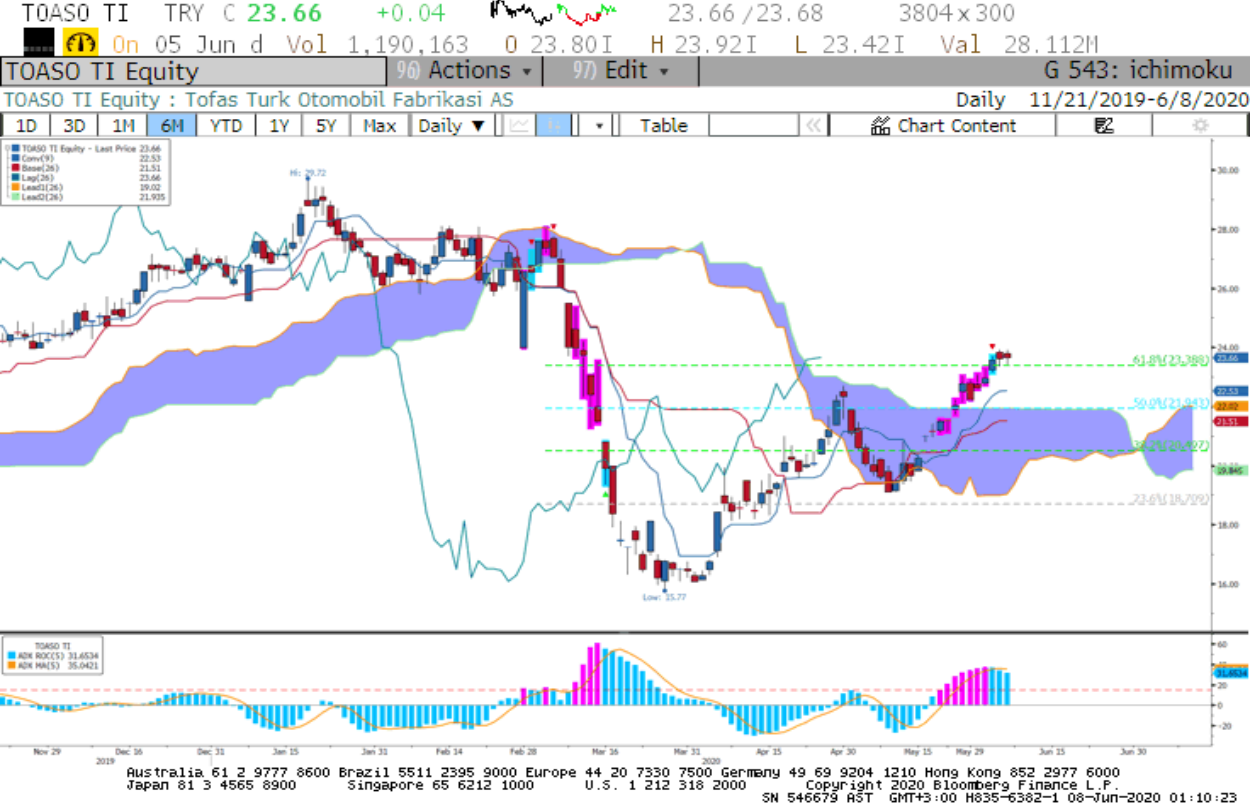 TOASO TI TRY C 23.66 +0.04 23.66/23.68 3804x300
On 05 Jun d Vol 1,190,163 O 23.80I H 23.92I L 23.42I Val 28.112M
TOASO TI Equity 96) Actions 97) Edit G 543: ichimoku
TOASO TI Equity : Tofas Turk Otomobil Fabrikasi AS Daily 11/21/2019-6/8/2020
1D 3D 1M 6M YTD 1Y 5Y Max Daily ▼ Table « Chart Content
TOASO TI Equity - Last Price 23.66
Conv(9) 22.53
Base(26) 21.51
Lag(26) 23.66
Lead1(26) 19.02
Lead2(26) 21.935
Hi: 29.72
30.00
28.00
26.00
24.00
61.8%(23.388)
23.66
22.53
50.0%(21.943)
22.02
21.51
19.845
23.6%(18.709)
18.00
16.00
Low: 15.77
TOASO TI
ADX ROC(5) 31.6534
ADX MA(5) 35.0421
60
31.6534
20
0
-20
Nov 29 Dec 16 Dec 31 Jan 15 Jan 31 Feb 14 Feb 28 Mar 16 Mar 31 Apr 15 Apr 30 May 15 May 29 Jun 15 Jun 30
2019 2020
Australia 61 2 9777 8600 Brazil 5511 2395 9000 Europe 44 20 7330 7500 Germany 49 69 9204 1210 Hong Kong 852 2977 6000
Japan 81 3 4565 8900 Singapore 65 6212 1000 U.S. 1 212 318 2000 Copyright 2020 Bloomberg Finance L.P.
SN 546679 AST GMT+3:00 H835-6382-1 08-Jun-2020 01:10:23